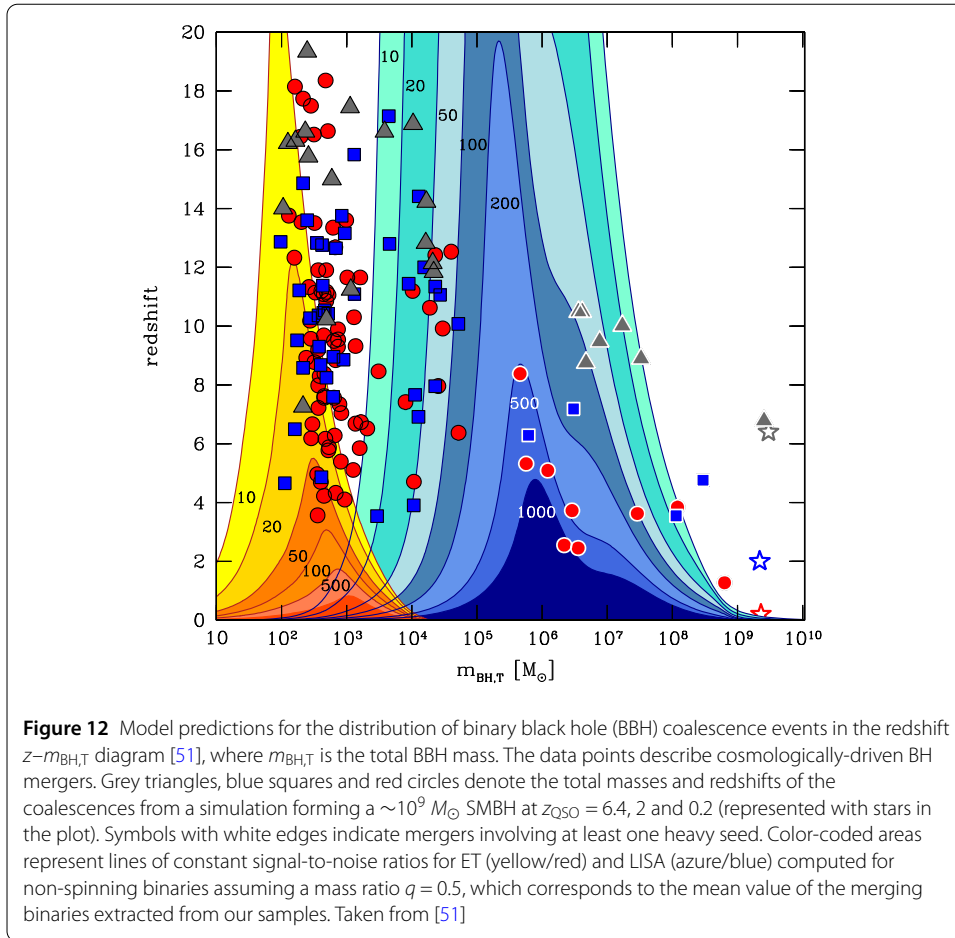 20
18
16
14
12
10
8
6
4
2
0
redshift
10
20
50
100
200
500
1000
10
20
50
100
500
10 10² 10³ 10⁴ 10⁵ 10⁶ 10⁷ 10⁸ 10⁹ 10¹⁰
m_BH,T [M_⊙]
Figure 12 Model predictions for the distribution of binary black hole (BBH) coalescence events in the redshift
z–m_BH,T diagram [51], where m_BH,T is the total BBH mass. The data points describe cosmologically-driven BH
mergers. Grey triangles, blue squares and red circles denote the total masses and redshifts of the
coalescences from a simulation forming a ∼10⁹ M_⊙ SMBH at z_QSO = 6.4, 2 and 0.2 (represented with stars in
the plot). Symbols with white edges indicate mergers involving at least one heavy seed. Color-coded areas
represent lines of constant signal-to-noise ratios for ET (yellow/red) and LISA (azure/blue) computed for
non-spinning binaries assuming a mass ratio q = 0.5, which corresponds to the mean value of the merging
binaries extracted from our samples. Taken from [51]